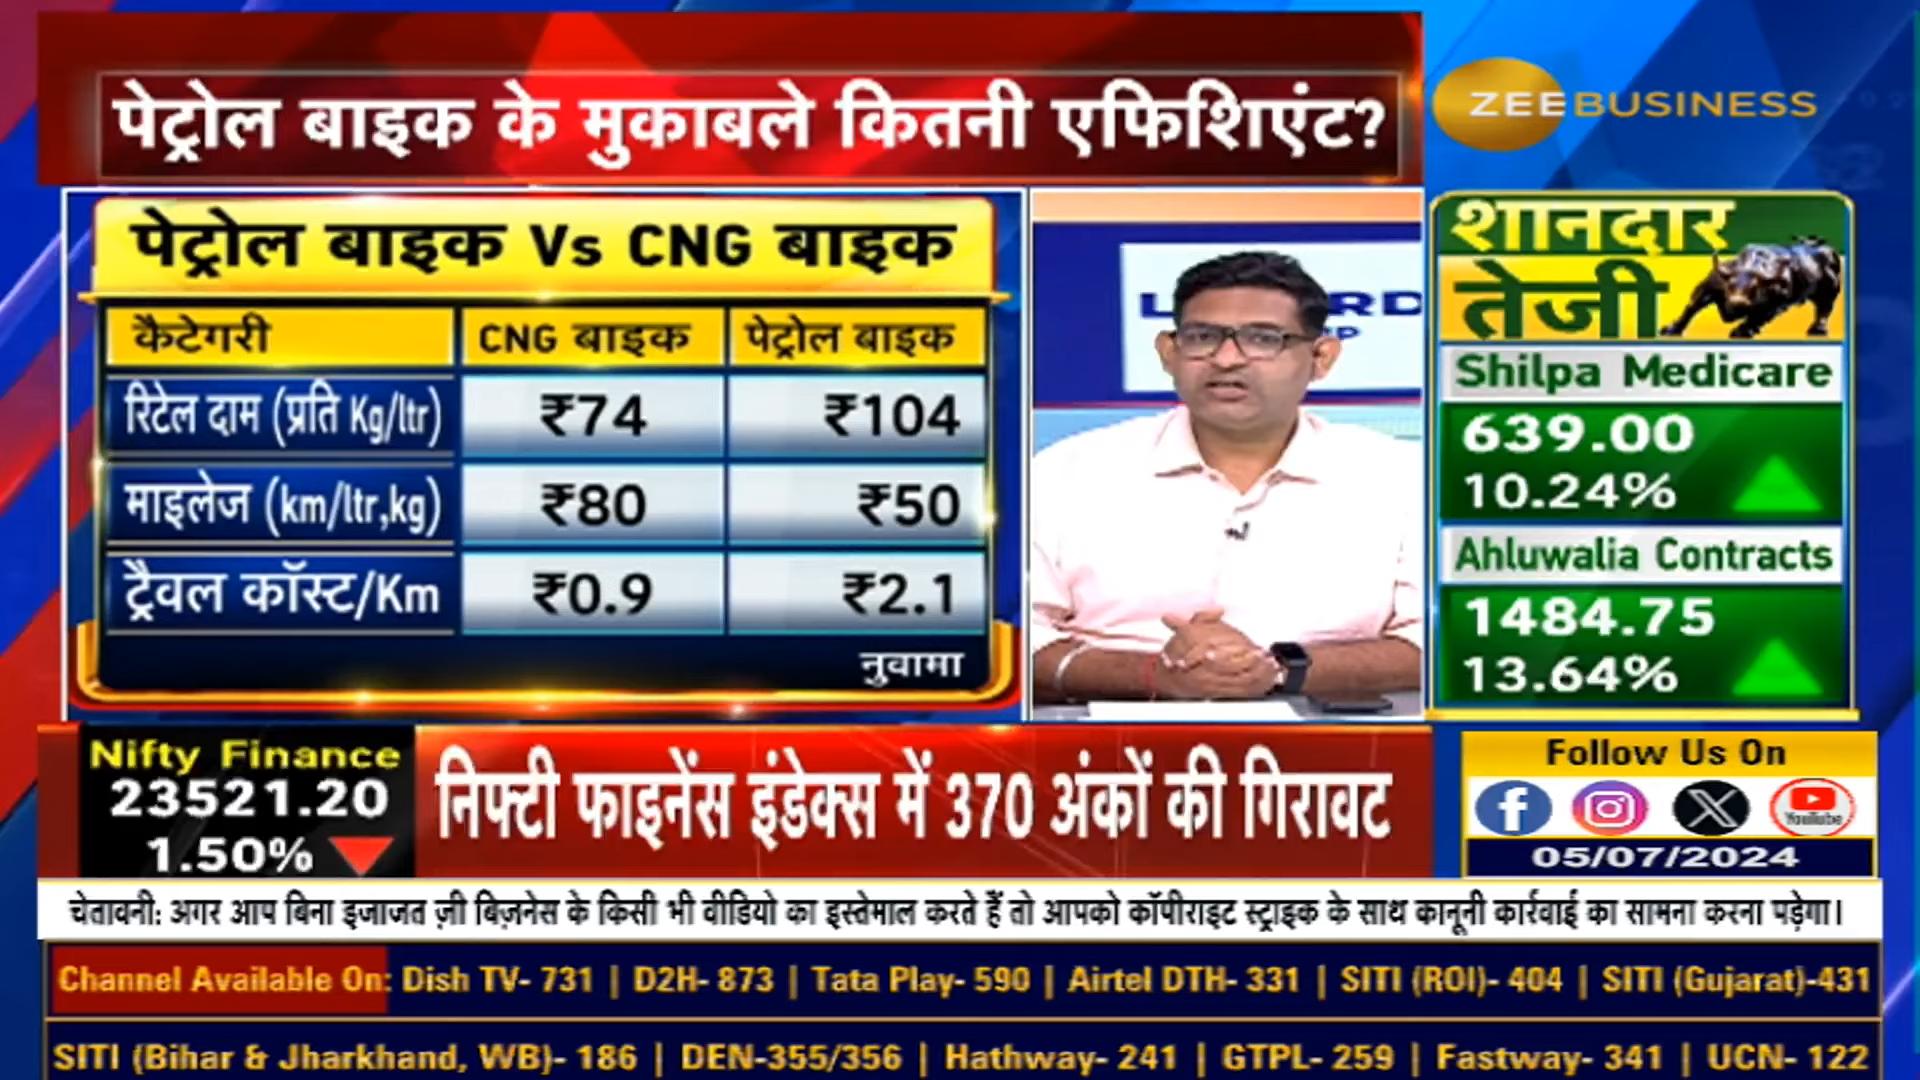 पेट्रोल बाइक के मुकाबले कितनी एफिशिएंट?
ZEEBUSINESS
पेट्रोल बाइक Vs CNG बाइक
कैटेगरी CNG बाइक पेट्रोल बाइक
रिटेल दाम (प्रति Kg/ltr) ₹74 ₹104
माइलेज (km/ltr,kg) ₹80 ₹50
ट्रैवल कॉस्ट/Km ₹0.9 ₹2.1
नुवामा
शानदार
तेजी
Shilpa Medicare
639.00
10.24%
Ahluwalia Contracts
1484.75
13.64%
Nifty Finance
23521.20
1.50%
निफ्टी फाइनेंस इंडेक्स में 370 अंकों की गिरावट
Follow Us On
YouTube
05/07/2024
चेतावनी: अगर आप बिना इजाजत ज़ी बिज़नेस के किसी भी वीडियो का इस्तेमाल करते हैं तो आपको कॉपीराइट स्ट्राइक के साथ कानूनी कार्रवाई का सामना करना पड़ेगा।
Channel Available On: Dish TV- 731 | D2H- 873 | Tata Play- 590 | Airtel DTH- 331 | SITI (ROI)- 404 | SITI (Gujarat)-431
SITI (Bihar & Jharkhand, WB)- 186 | DEN-355/356 | Hathway- 241 | GTPL- 259 | Fastway- 341 | UCN- 122